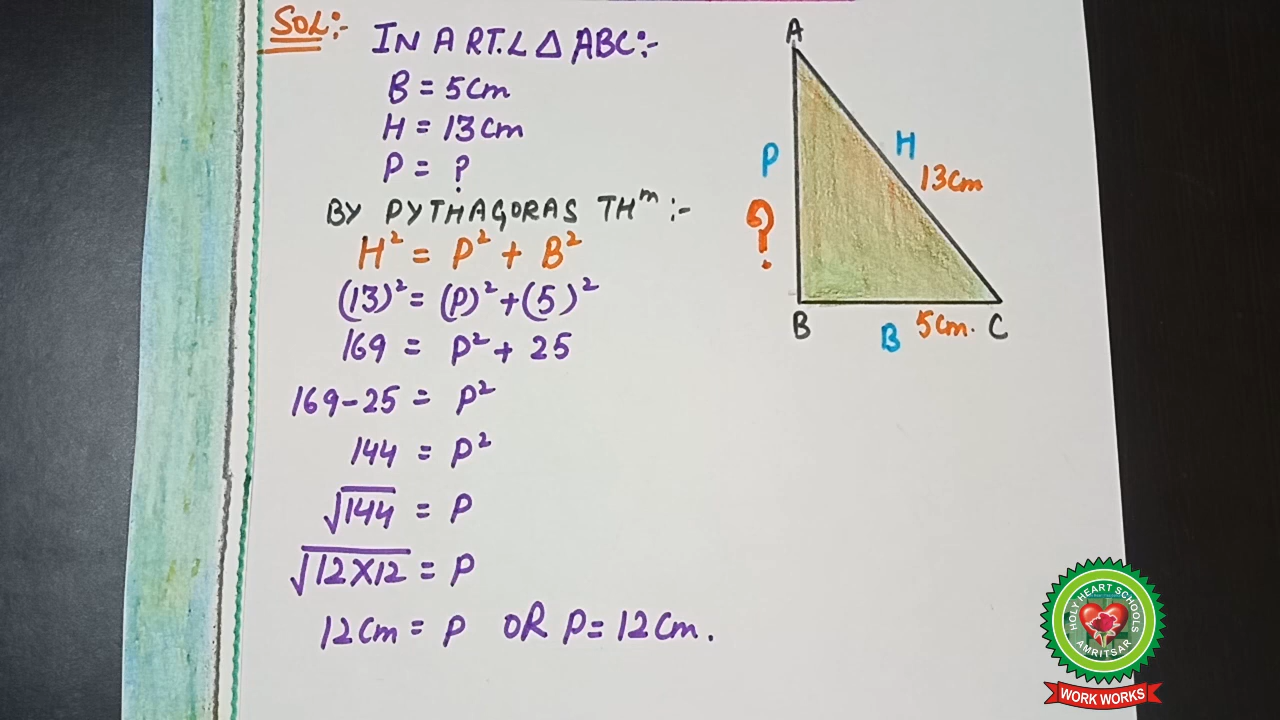 SOL:-
IN A RT.L △ ABC:-
B = 5cm
H = 13cm
P = ?
BY PYTHAGORAS THᵐ :-
H² = P² + B²
(13)² = (P)² + (5)²
169 = P² + 25
169-25 = P²
144 = P²
√144 = P
√12×12 = P
12cm = P OR P = 12cm.
A
P
H
13cm
?
B
B
5cm.
C
HOLY HEART SCHOOLS
AMRITSAR
WORK WORKS